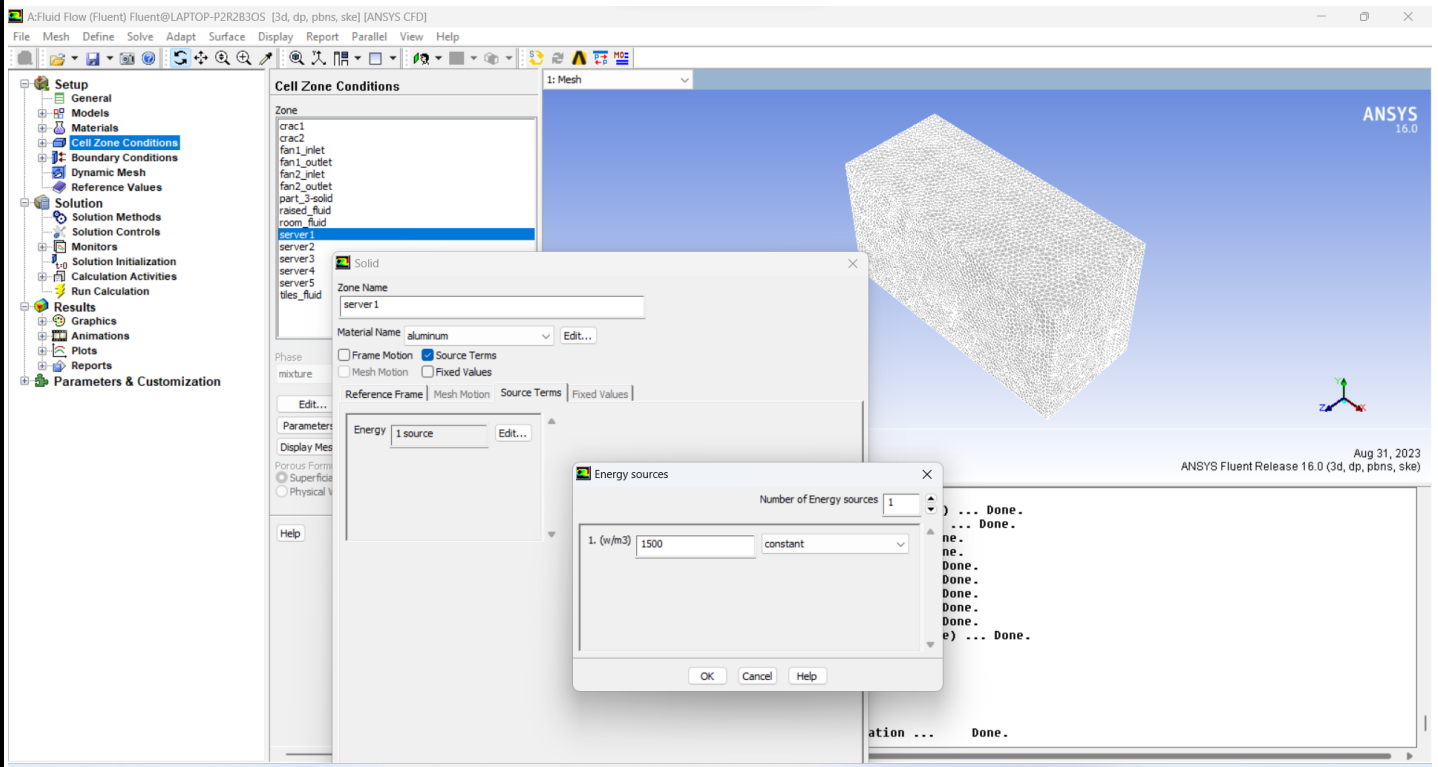 A:Fluid Flow (Fluent) Fluent@LAPTOP-P2R2B3OS [3d, dp, pbns, ske] [ANSYS CFD]
File Mesh Define Solve Adapt Surface Display Report Parallel View Help
Setup
General
Models
Materials
Cell Zone Conditions
Boundary Conditions
Dynamic Mesh
Reference Values
Solution
Solution Methods
Solution Controls
Monitors
Solution Initialization
Calculation Activities
Run Calculation
Results
Graphics
Animations
Plots
Reports
Parameters & Customization
Cell Zone Conditions
Zone
crac1
crac2
fan1_inlet
fan1_outlet
fan2_inlet
fan2_outlet
part_3-solid
raised_fluid
room_fluid
server1
server2
server3
server4
server5
tiles_fluid
Phase
mixture
Edit...
Parameters
Display Mes
Porous Form
Superficia
Physical V
Help
Solid
Zone Name
server1
Material Name aluminum Edit...
Frame Motion Source Terms
Mesh Motion Fixed Values
Reference Frame Mesh Motion Source Terms Fixed Values
Energy 1 source Edit...
Energy sources
Number of Energy sources 1
1. (w/m3) 1500 constant
OK Cancel Help
1: Mesh
ANSYS
16.0
Y
Z X
Aug 31, 2023
ANSYS Fluent Release 16.0 (3d, dp, pbns, ske)
) ... Done.
... Done.
ne.
ne.
Done.
Done.
Done.
Done.
Done.
e) ... Done.
ation ... Done.